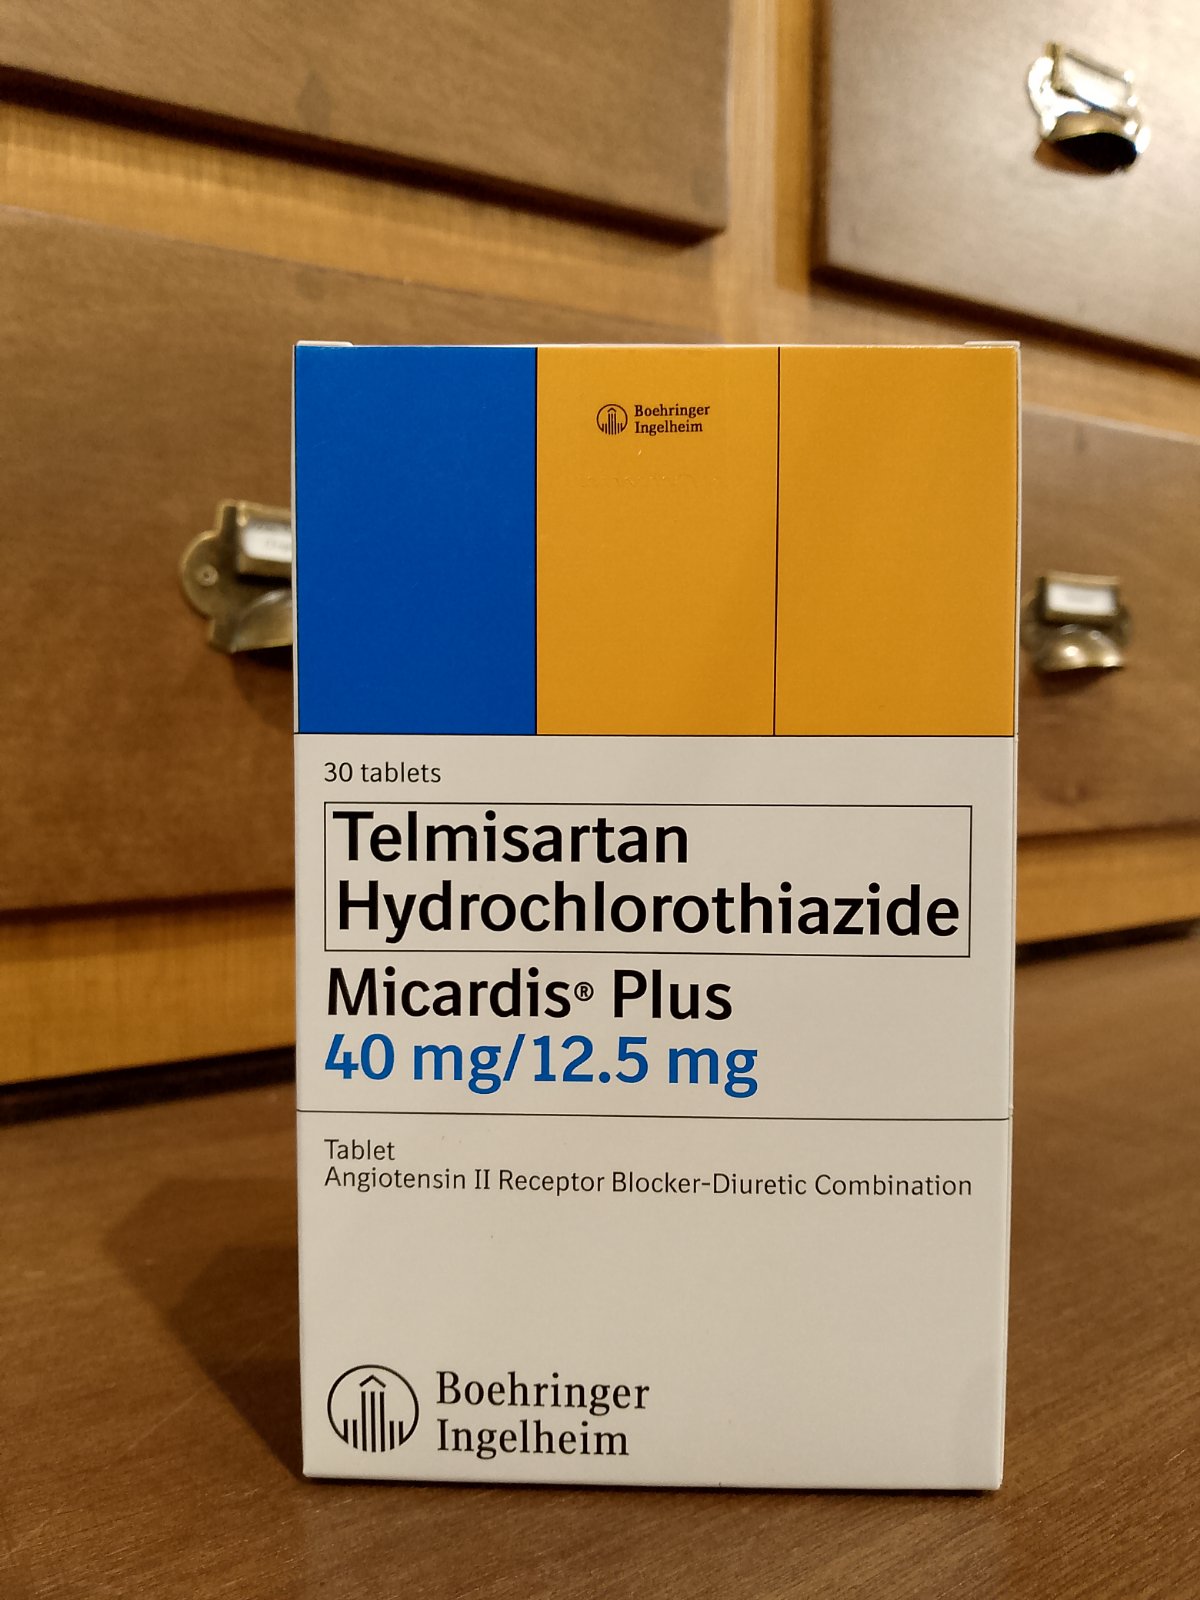 Boehringer
Ingelheim
30 tablets
Telmisartan
Hydrochlorothiazide
Micardis® Plus
40 mg/12.5 mg
Tablet
Angiotensin II Receptor Blocker-Diuretic Combination
Boehringer
Ingelheim